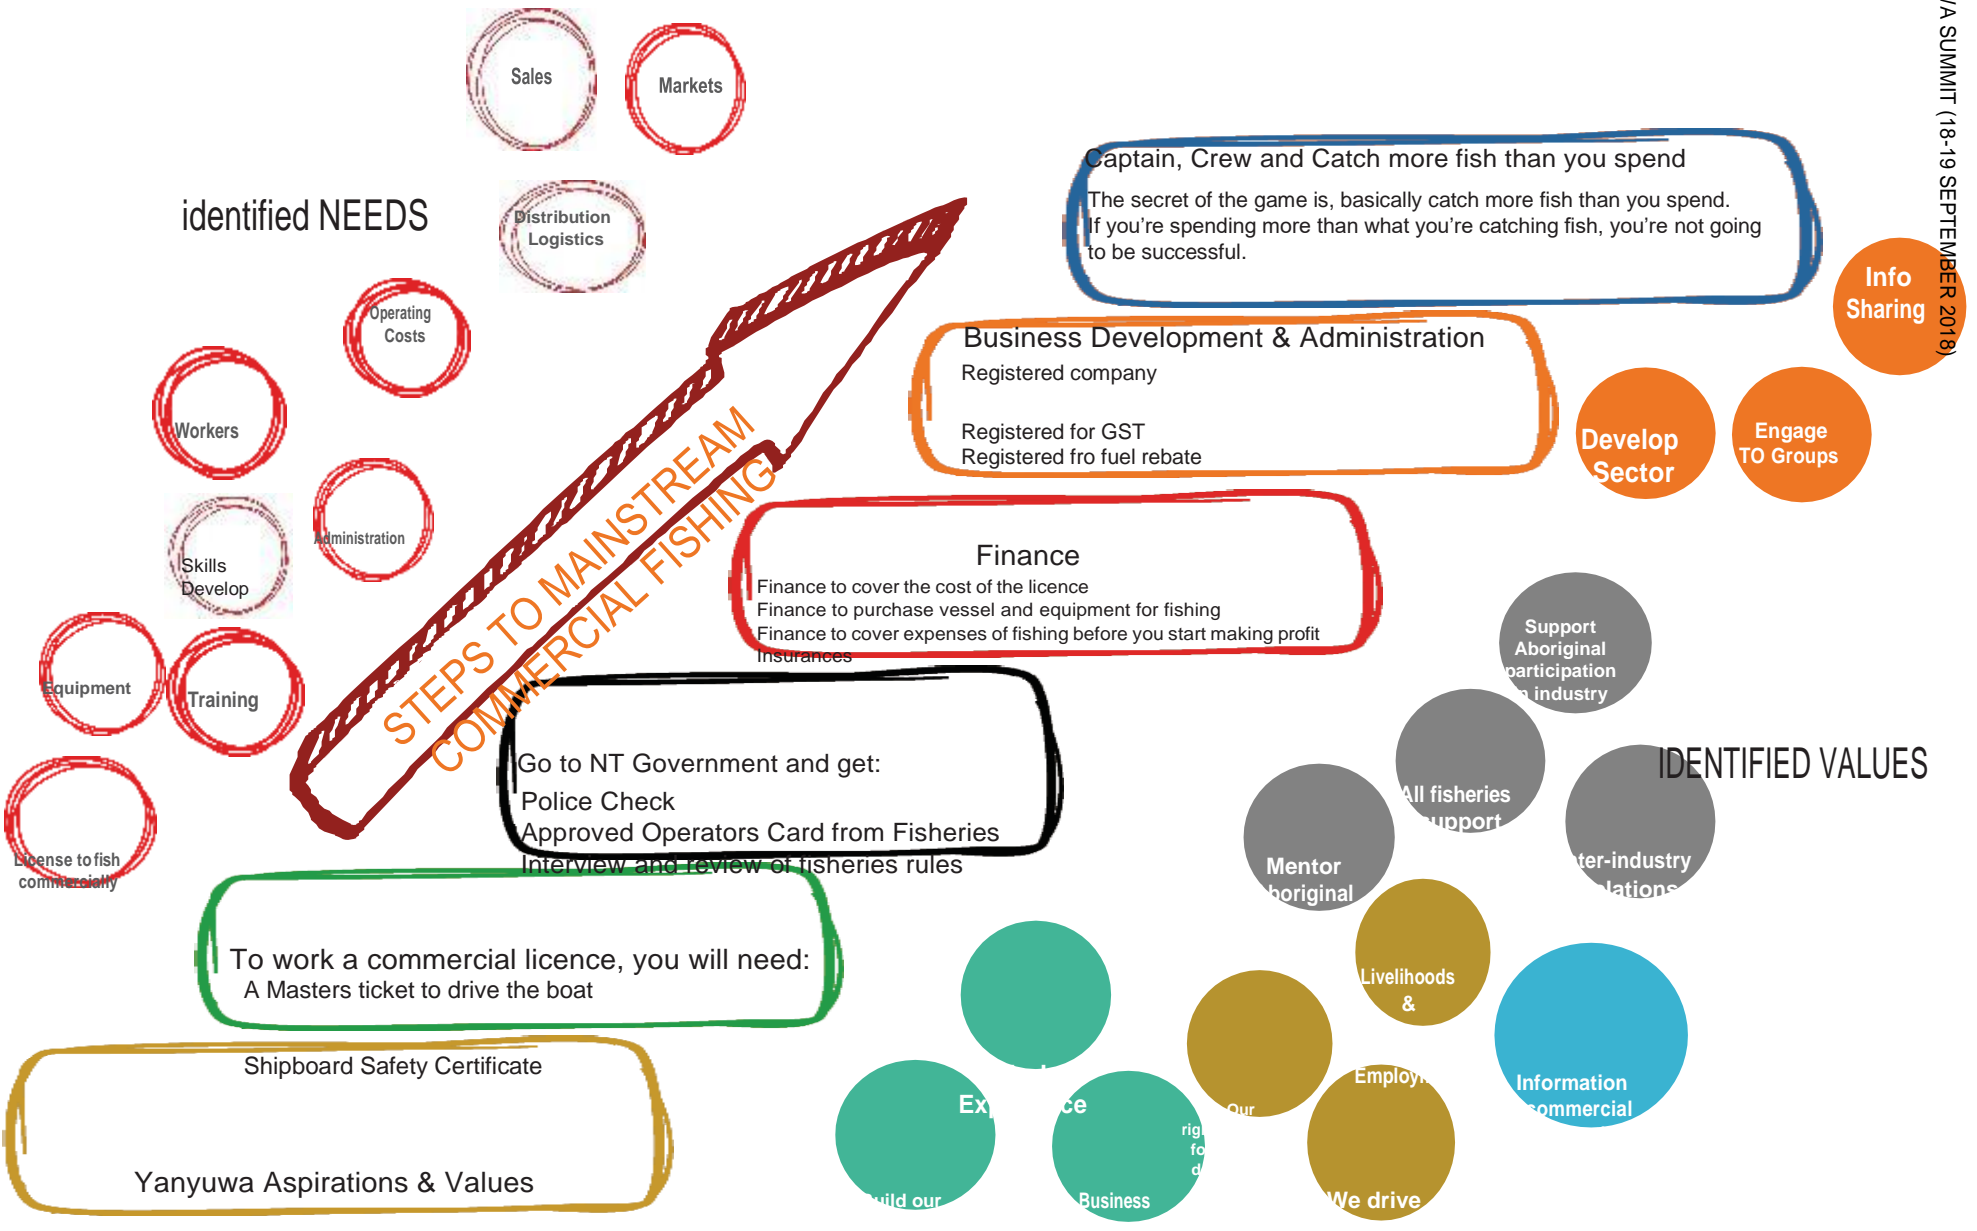 Sales
Markets
identified NEEDS
Distribution
Logistics
Operating
Costs
Workers
Administration
Skills
Develop
Equipment
Training
License to fish
commercially
STEPS TO MAINSTREAM
COMMERCIAL FISHING
Captain, Crew and Catch more fish than you spend
The secret of the game is, basically catch more fish than you spend.
If you're spending more than what you're catching fish, you're not going
to be successful.
Business Development & Administration
Registered company
Registered for GST
Registered fro fuel rebate
Finance
Finance to cover the cost of the licence
Finance to purchase vessel and equipment for fishing
Finance to cover expenses of fishing before you start making profit
Insurances
Go to NT Government and get:
Police Check
Approved Operators Card from Fisheries
Interview and review of fisheries rules
To work a commercial licence, you will need:
A Masters ticket to drive the boat
Shipboard Safety Certificate
Yanyuwa Aspirations & Values
SUMMIT (18-19 SEPTEMBER 2018)
Info
Sharing
Develop
Sector
Engage
TO Groups
Support
Aboriginal
participation
industry
IDENTIFIED VALUES
All fisheries
support
Mentor
Livelihoods
&
Information
commercial
Our
Business
We drive